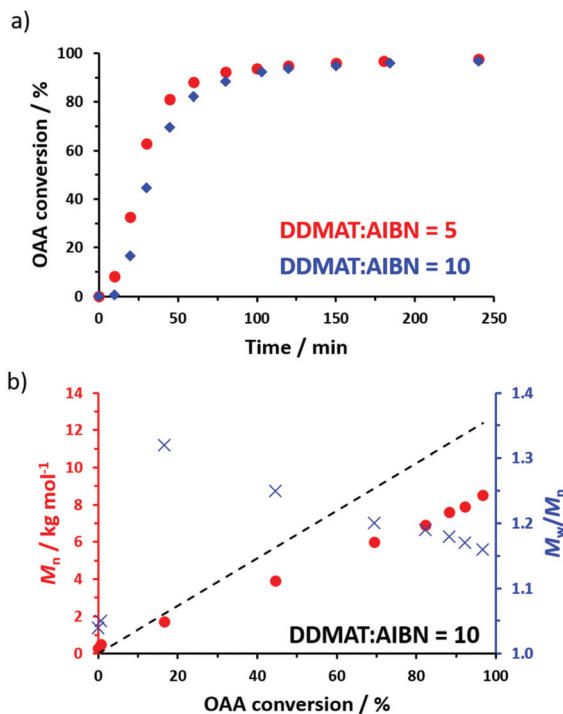 a)
100
80
60
40
20
0
OAA conversion / %
DDMAT:AIBN = 5
DDMAT:AIBN = 10
0 50 100 150 200 250
Time / min
b)
14
12
10
8
6
4
2
0
Mn / kg mol-1
1.4
1.3
1.2
1.1
1.0
Mw/Mn
DDMAT:AIBN = 10
0 20 40 60 80 100
OAA conversion / %